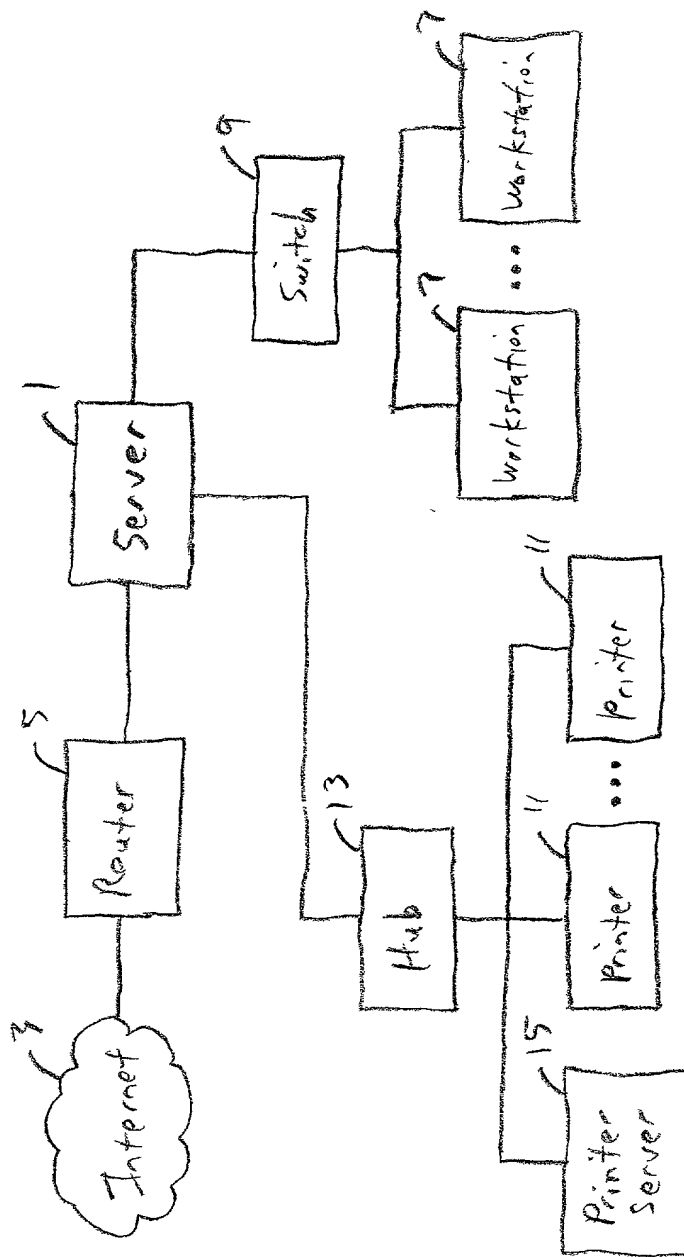 3
Internet
5
Router
1
Server
9
Switch
13
Hub
7
Workstation
...
7
Workstation
15
Printer
Server
11
Printer
...
11
Printer